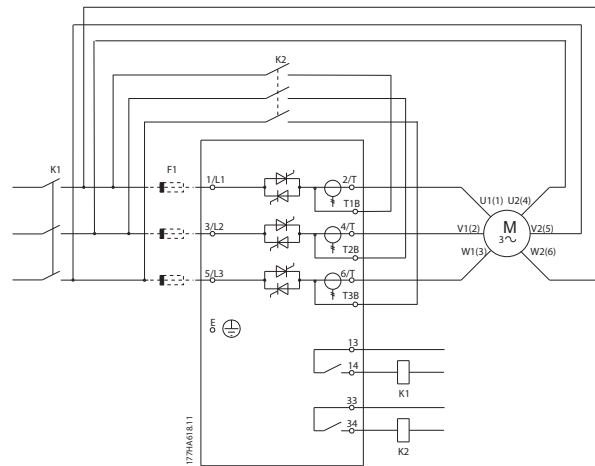 K2
K1
F1
1/L1
2/T
T1B
3/L2
4/T
T2B
5/L3
6/T
T3B
E
U1(1)
U2(4)
V1(2)
M
3~
V2(5)
W1(3)
W2(6)
13
14
K1
33
34
K2
177HA618.11